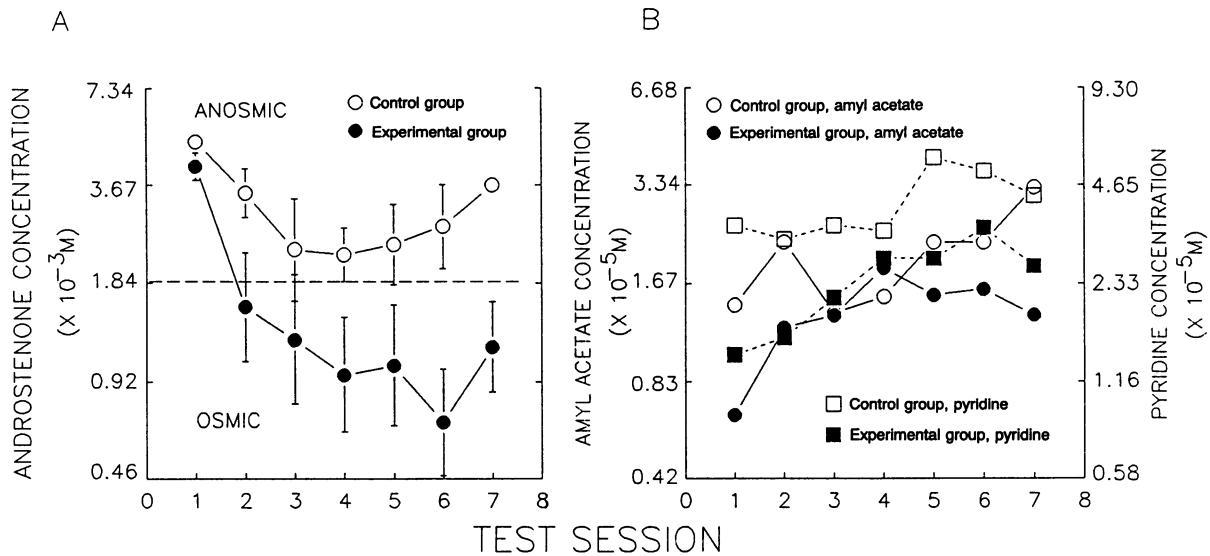 A
ANDROSTENONE CONCENTRATION
(X 10⁻³M)
7.34
3.67
1.84
0.92
0.46
ANOSMIC
OSMIC
Control group
Experimental group
0 1 2 3 4 5 6 7 8
B
AMYL ACETATE CONCENTRATION
(X 10⁻⁵M)
6.68
3.34
1.67
0.83
0.42
Control group, amyl acetate
Experimental group, amyl acetate
Control group, pyridine
Experimental group, pyridine
0 1 2 3 4 5 6 7 8
9.30
4.65
2.33
1.16
0.58
PYRIDINE CONCENTRATION
(X 10⁻⁵M)
TEST SESSION